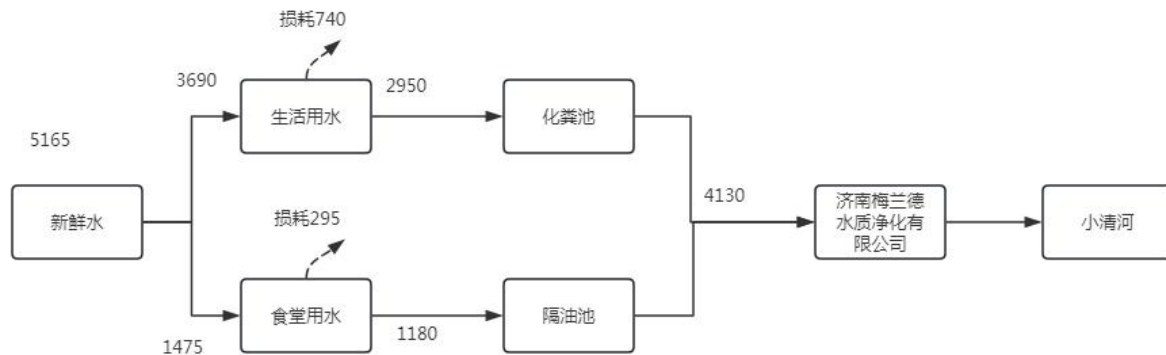 损耗740
3690
生活用水
2950
化粪池
5165
新鲜水
4130
济南梅兰德
水质净化有
限公司
小清河
损耗295
食堂用水
1475
1180
隔油池